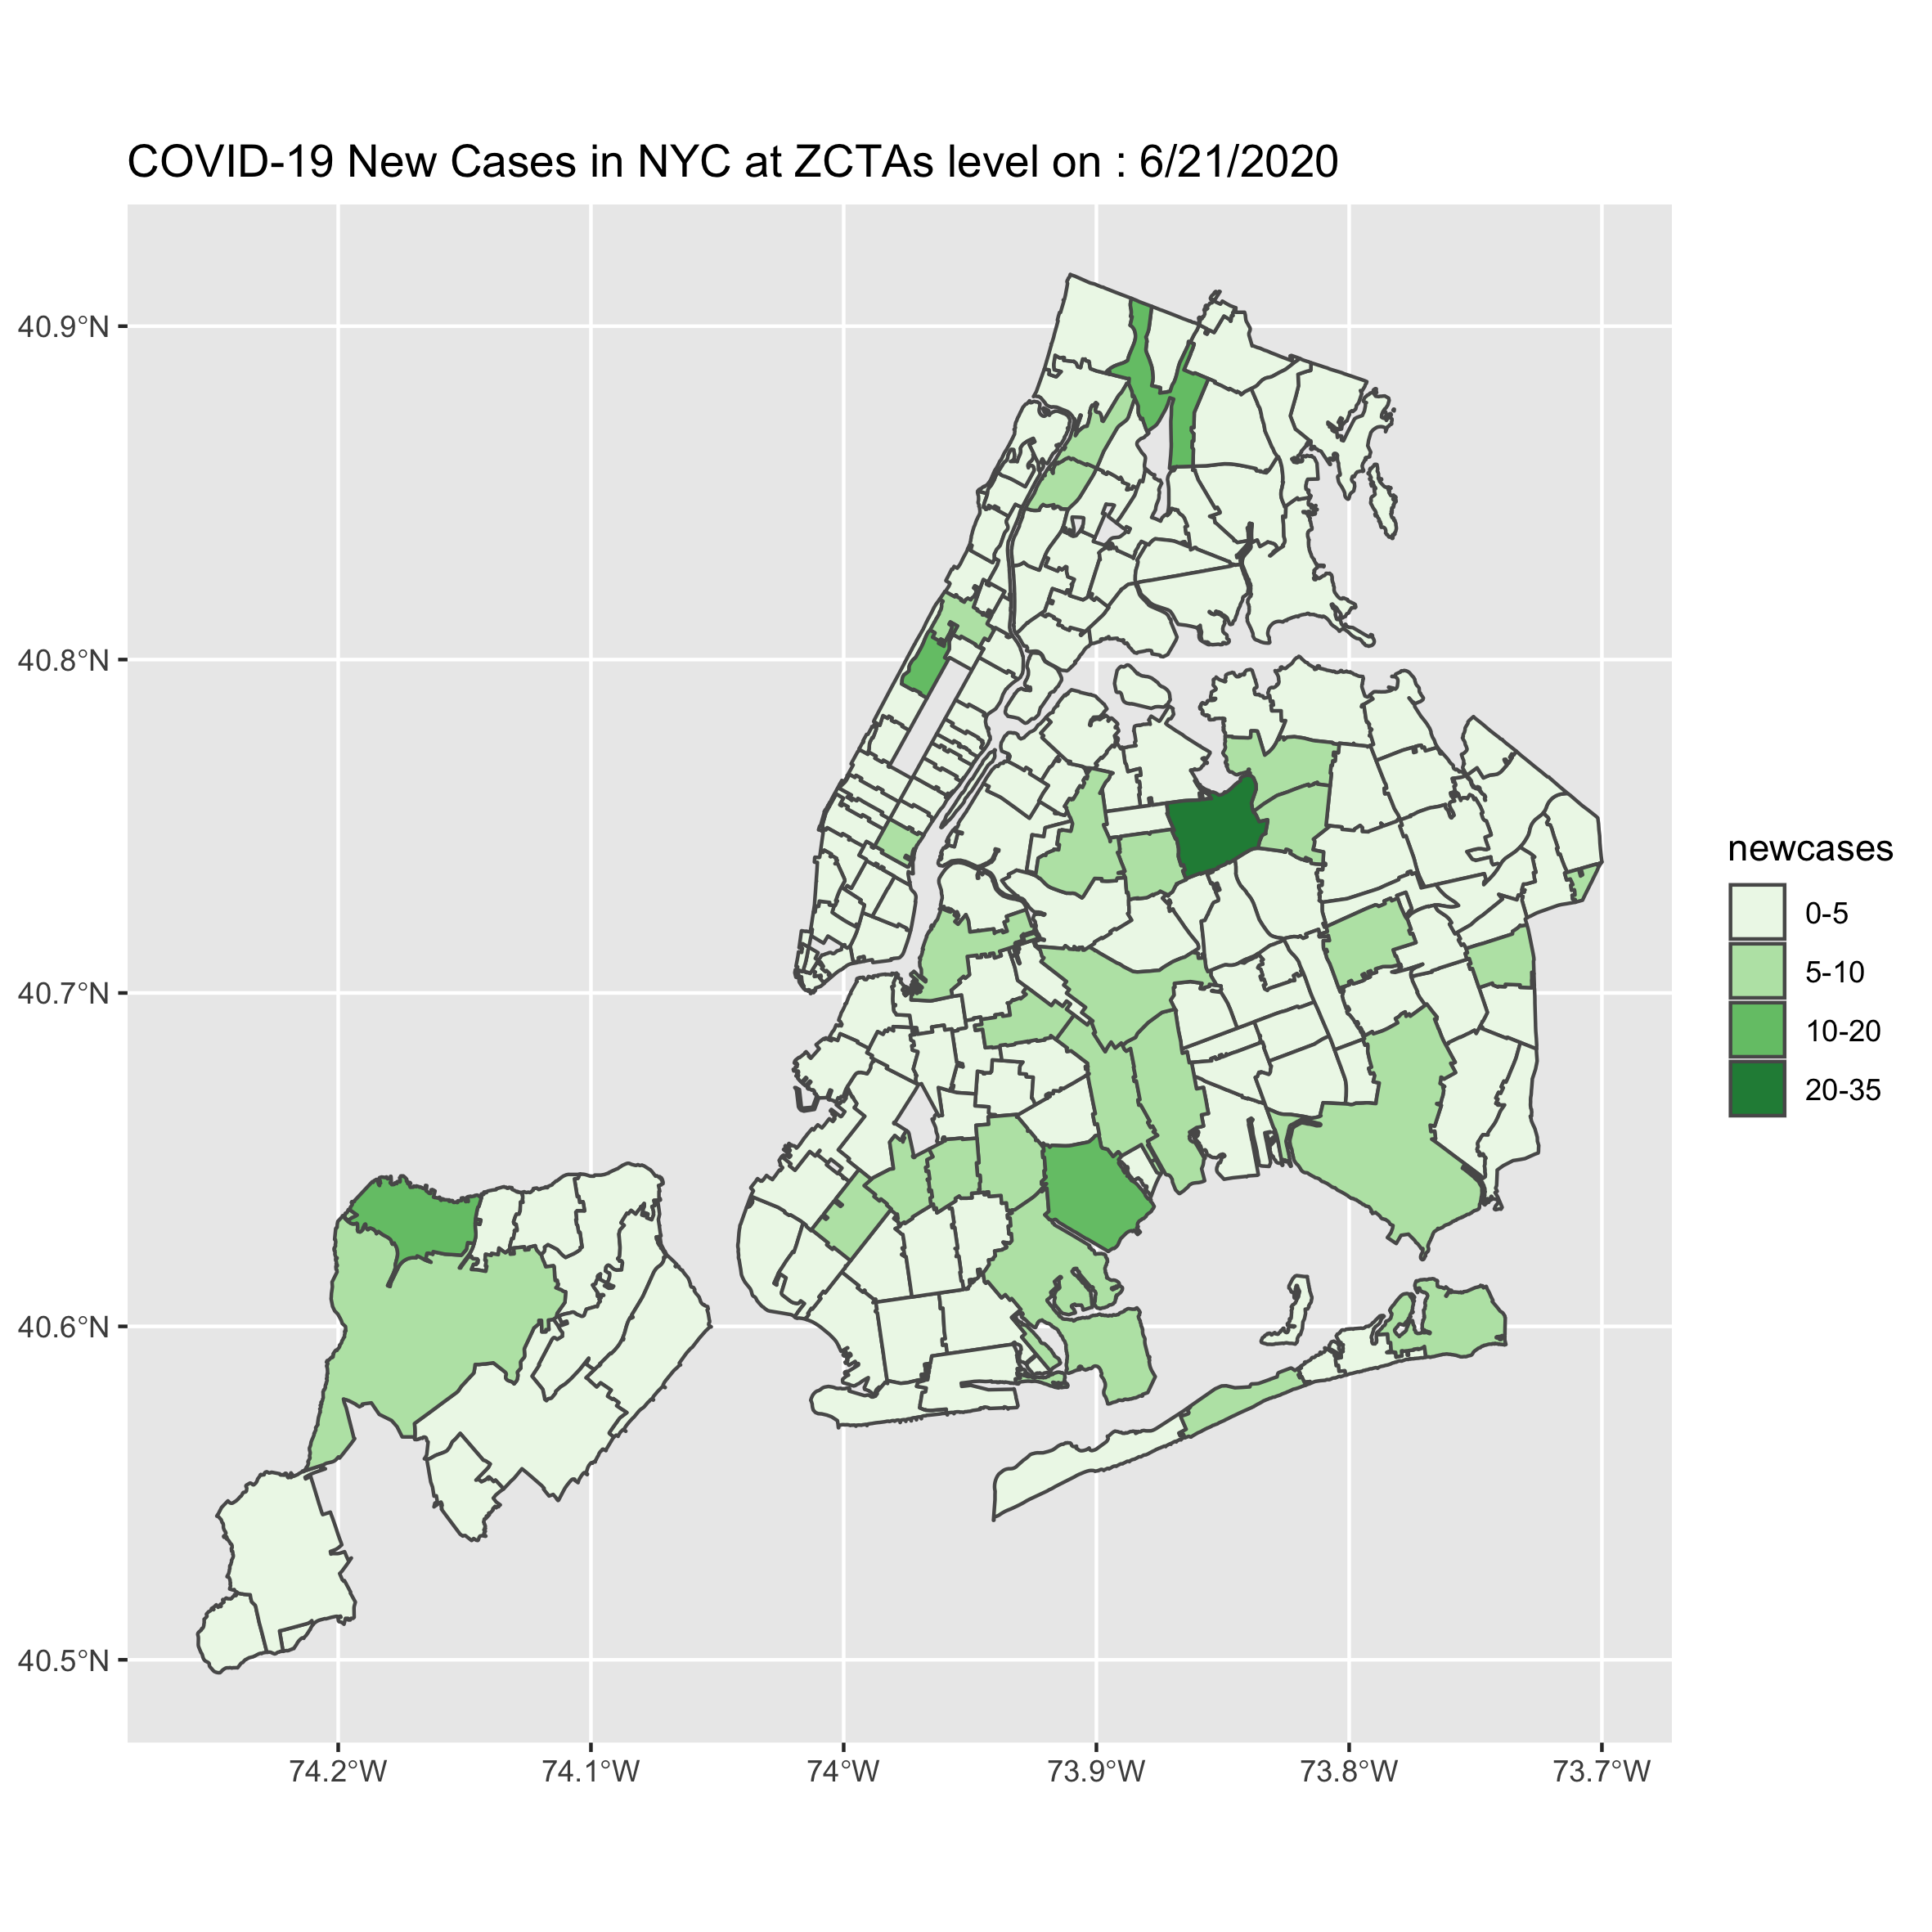 COVID-19 New Cases in NYC at ZCTAs level on : 6/21/2020
40.9°N
40.8°N
40.7°N
40.6°N
40.5°N
74.2°W
74.1°W
74°W
73.9°W
73.8°W
73.7°W
newcases
0-5
5-10
10-20
20-35